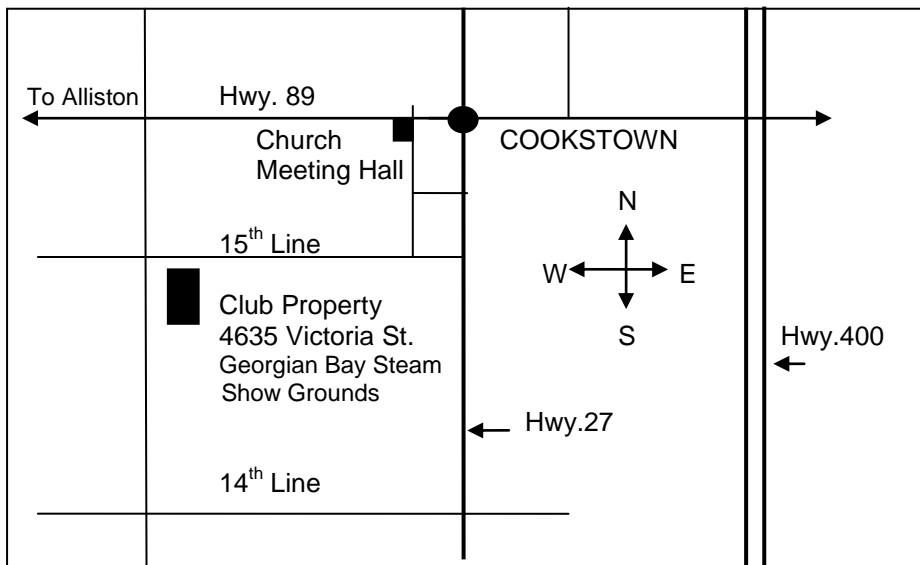 To Alliston
Hwy. 89
Church
Meeting Hall
COOKSTOWN
N
W
E
S
15th Line
Club Property
4635 Victoria St.
Georgian Bay Steam
Show Grounds
Hwy.400
Hwy.27
14th Line